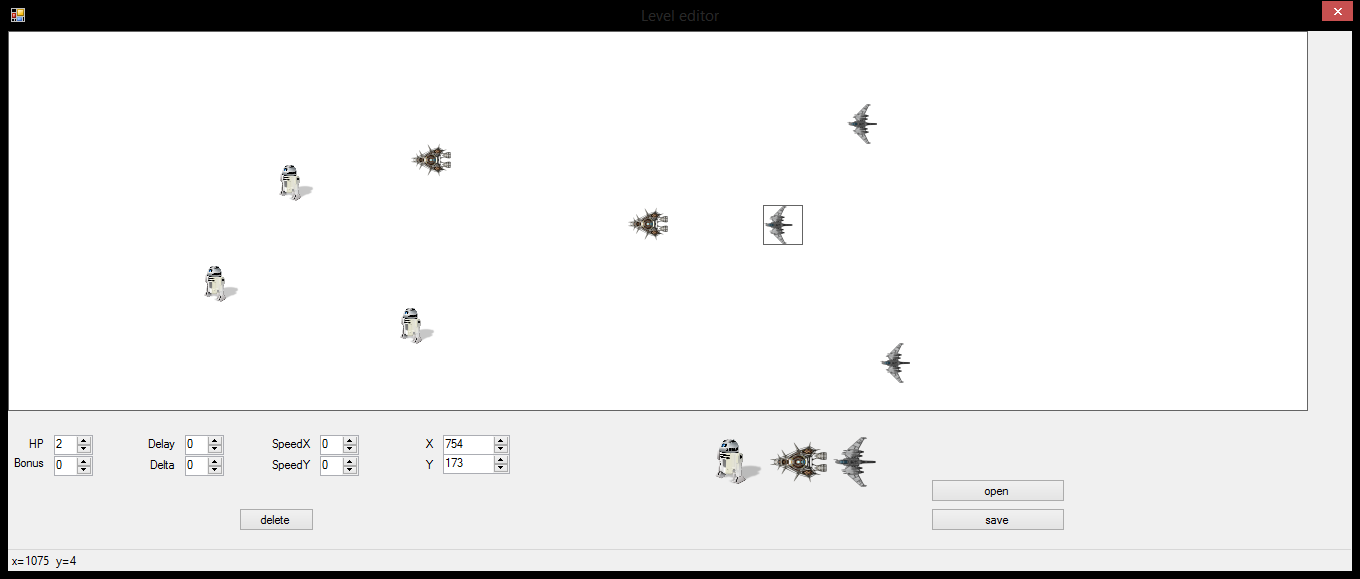 Level editor
HP 2 Delay 0 SpeedX 0 X 754
Bonus 0 Delta 0 SpeedY 0 Y 173
open
delete save
x=1075 y=4